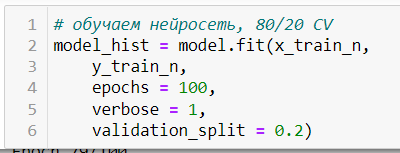 1 # обучаем нейросеть, 80/20 CV
2 model_hist = model.fit(x_train_n,
3 y_train_n,
4 epochs = 100,
5 verbose = 1,
6 validation_split = 0.2)